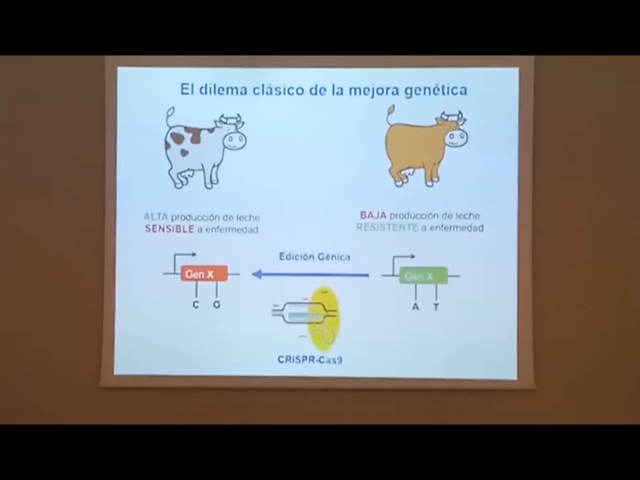 El dilema clásico de la mejora genética
ALTA producción de leche
SENSIBLE a enfermedad
BAJA producción de leche
RESISTENTE a enfermedad
Edición Génica
Gen X
Gen X
C G
A T
CRISPR-Cas9